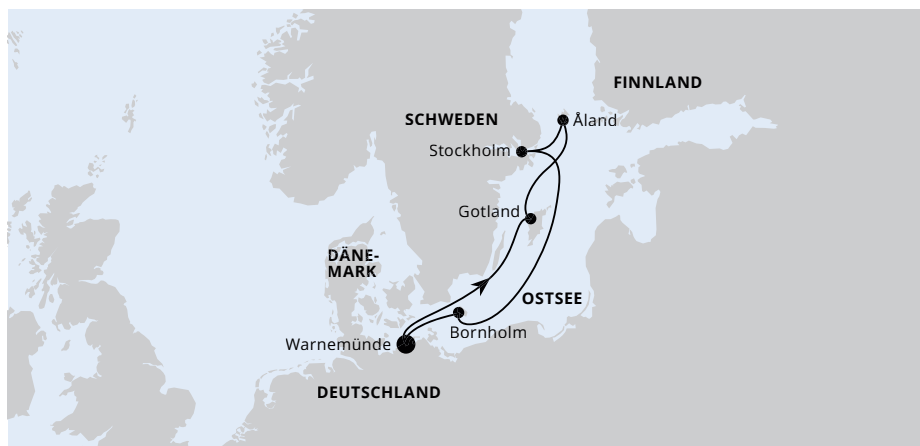 FINNLAND
SCHWEDEN
Åland
Stockholm
Gotland
DÄNE-
MARK
OSTSEE
Bornholm
Warnemünde
DEUTSCHLAND